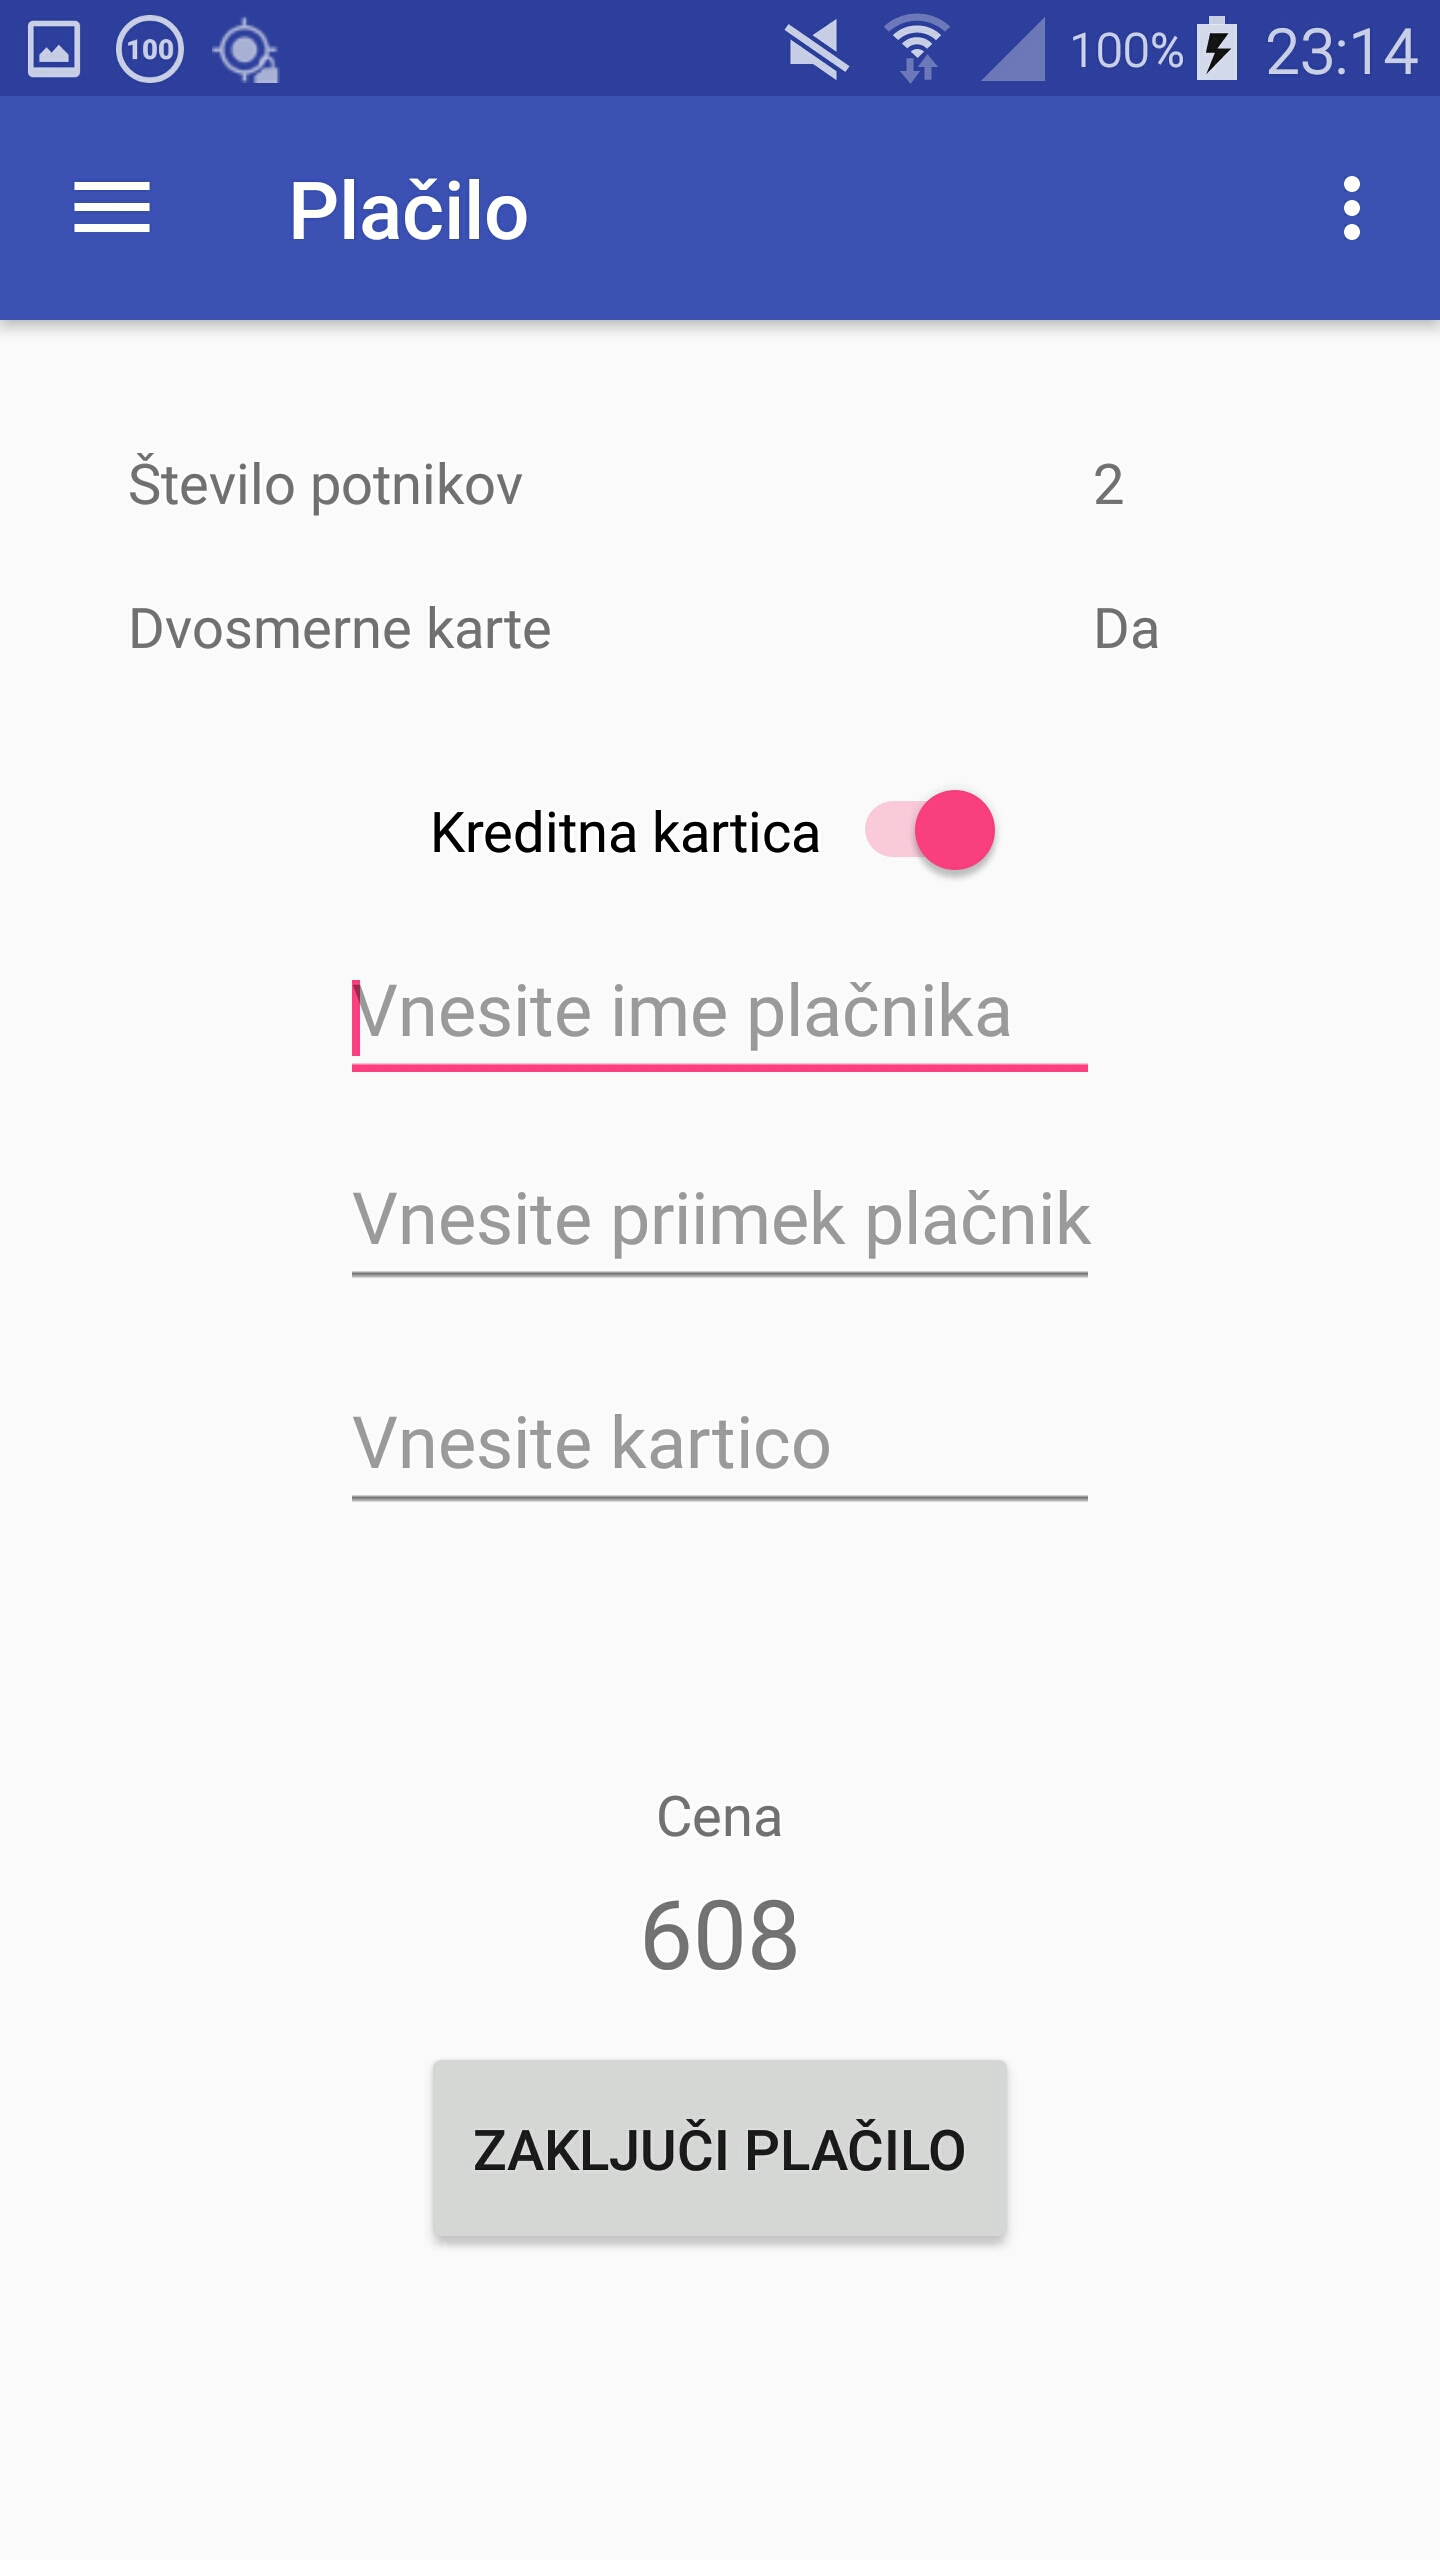 100 100% 23:14
Plačilo
Število potnikov 2
Dvosmerne karte Da
Kreditna kartica
Vnesite ime plačnika
Vnesite priimek plačnik
Vnesite kartico
Cena
608
ZAKLJUČI PLAČILO